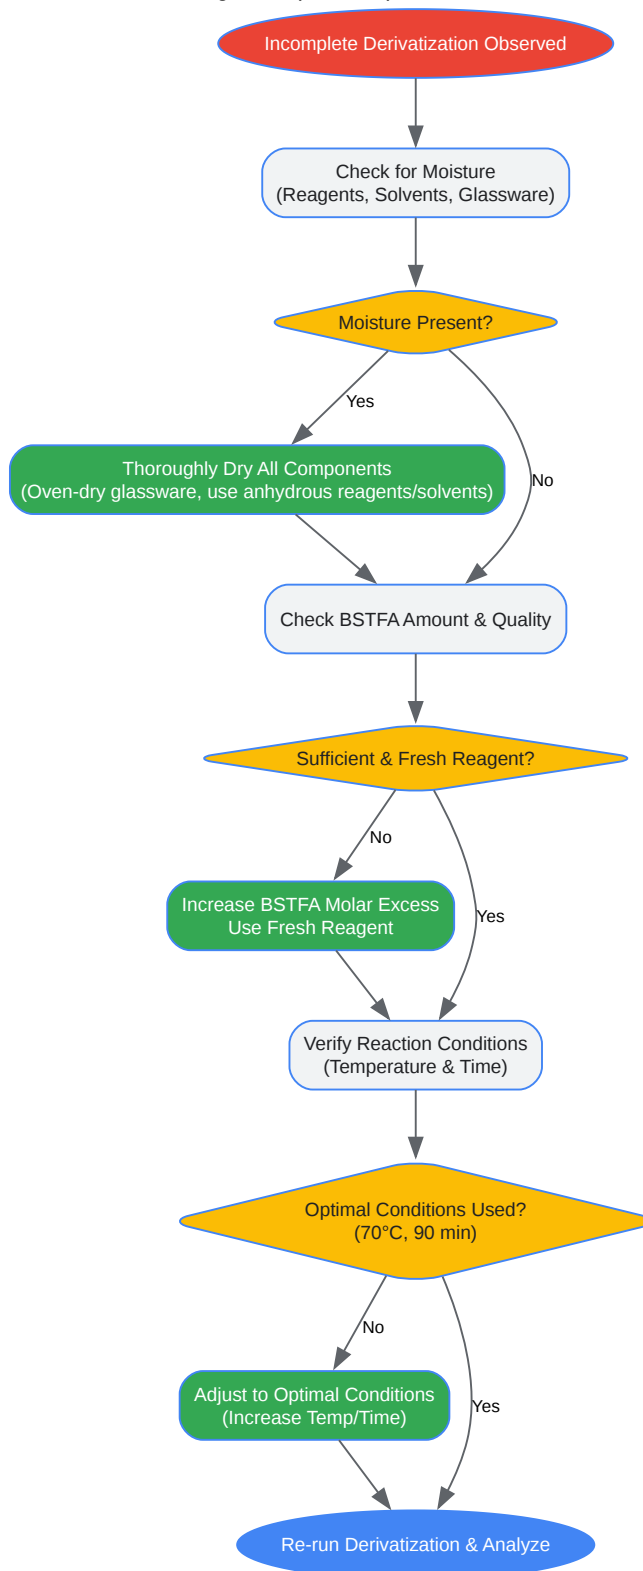 Incomplete Derivatization Observed
Check for Moisture
(Reagents, Solvents, Glassware)
Moisture Present?
Yes
Thoroughly Dry All Components
(Oven-dry glassware, use anhydrous reagents/solvents)
No
Check BSTFA Amount & Quality
Sufficient & Fresh Reagent?
No
Increase BSTFA Molar Excess
Use Fresh Reagent
Yes
Verify Reaction Conditions
(Temperature & Time)
Optimal Conditions Used?
(70°C, 90 min)
No
Adjust to Optimal Conditions
(Increase Temp/Time)
Yes
Re-run Derivatization & Analyze